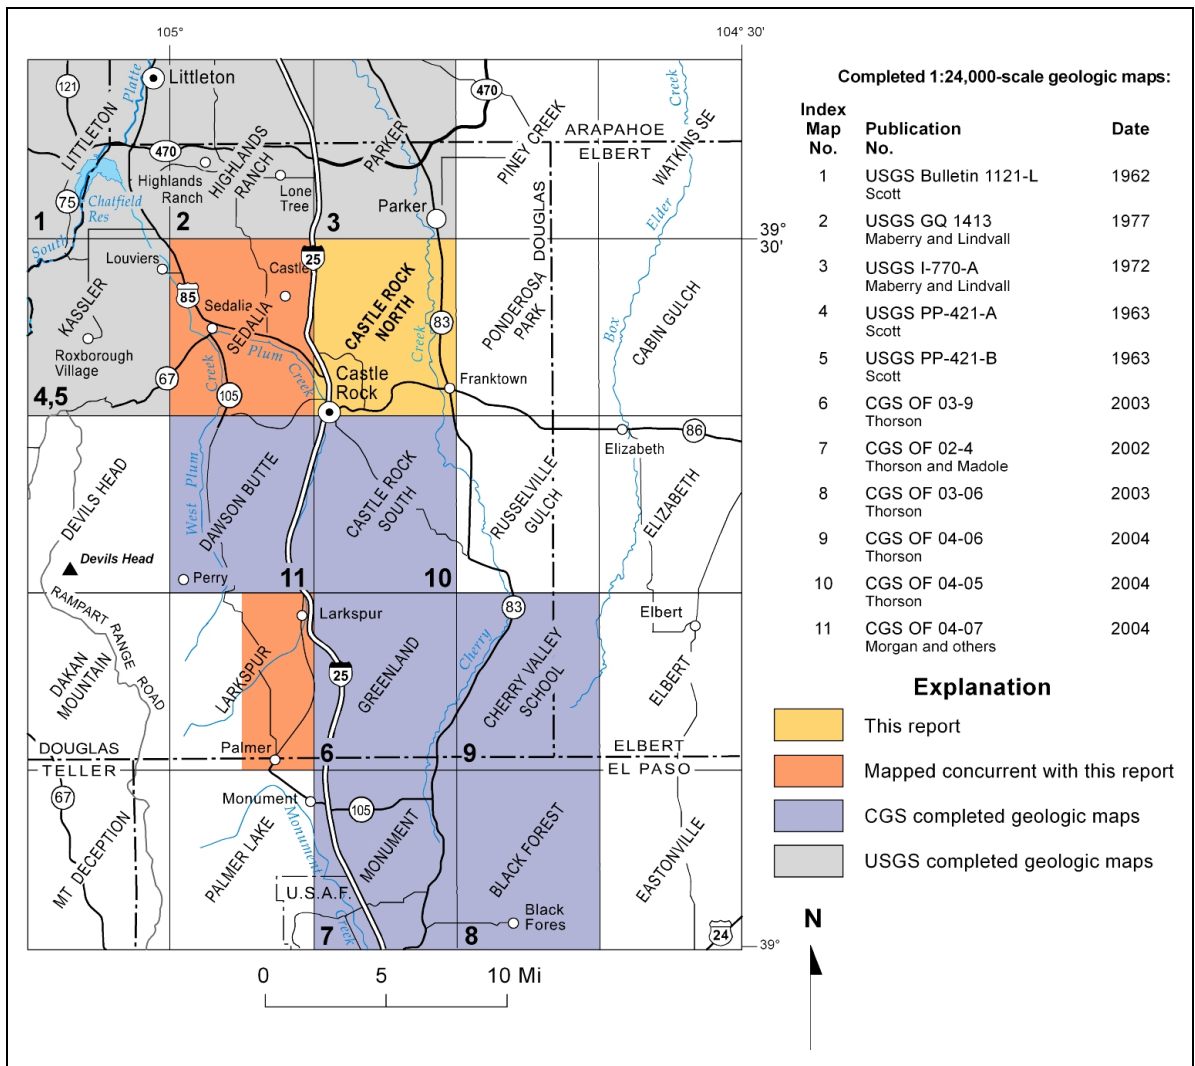 105°
104° 30'
121
Platte
Littleton
Creek
470
LITTLETON
PARKER
PINEY CREEK
ARAPAHOE
ELBERT
WATKINS SE
470
HIGHLANDS
RANCH
Highlands
Ranch
Lone
Tree
75
Chatfield
Res
Parker
DOUGLAS
Elder
Creek
1
2
3
South
39°
30'
Louviers
25
Castle
KASSLER
85
Sedalia
SEDALIA
CASTLE ROCK
NORTH
83
PONDEROSA
PARK
Box
CABIN GULCH
Plum
Creek
Creek
Creek
Roxborough
Village
67
105
Castle
Rock
Franktown
4,5
Elizabeth
86
DEVILS HEAD
West Plum
DAWSON BUTTE
CASTLE ROCK
SOUTH
RUSSELVILLE
GULCH
ELIZABETH
Devils Head
Perry
11
10
RAMPART RANGE ROAD
Larkspur
83
Elbert
DAKAN
MOUNTAIN
LARKSPUR
25
GREENLAND
Cherry
CHERRY VALLEY
SCHOOL
ELBERT
DOUGLAS
TELLER
Palmer
6
9
ELBERT
EL PASO
67
Monument
105
MT DECEPTION
PALMER LAKE
Monument
Creek
MONUMENT
BLACK FOREST
EASTONVILLE
U.S.A.F.
Black
Fores
7
8
24
39°
0 5 10 Mi
Completed 1:24,000-scale geologic maps:
Index
Map
No.
Publication
No.
Date
1 USGS Bulletin 1121-L 1962
Scott
2 USGS GQ 1413 1977
Maberry and Lindvall
3 USGS I-770-A 1972
Maberry and Lindvall
4 USGS PP-421-A 1963
Scott
5 USGS PP-421-B 1963
Scott
6 CGS OF 03-9 2003
Thorson
7 CGS OF 02-4 2002
Thorson and Madole
8 CGS OF 03-06 2003
Thorson
9 CGS OF 04-06 2004
Thorson
10 CGS OF 04-05 2004
Thorson
11 CGS OF 04-07 2004
Morgan and others
Explanation
This report
Mapped concurrent with this report
CGS completed geologic maps
USGS completed geologic maps
N